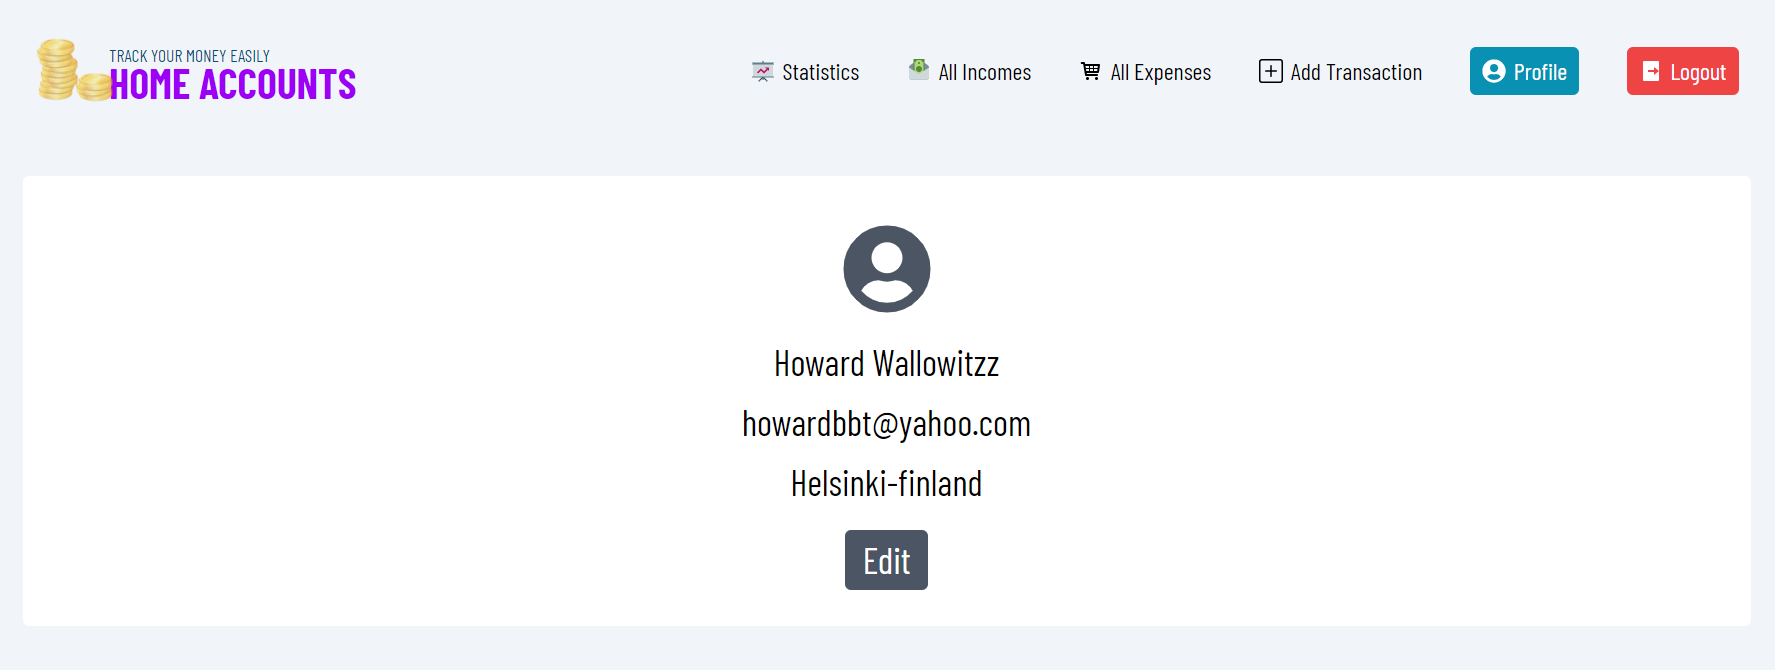 TRACK YOUR MONEY EASILY
HOME ACCOUNTS
Statistics
All Incomes
All Expenses
Add Transaction
Profile
Logout
Howard Wallowitzz
howardbbt@yahoo.com
Helsinki-finland
Edit